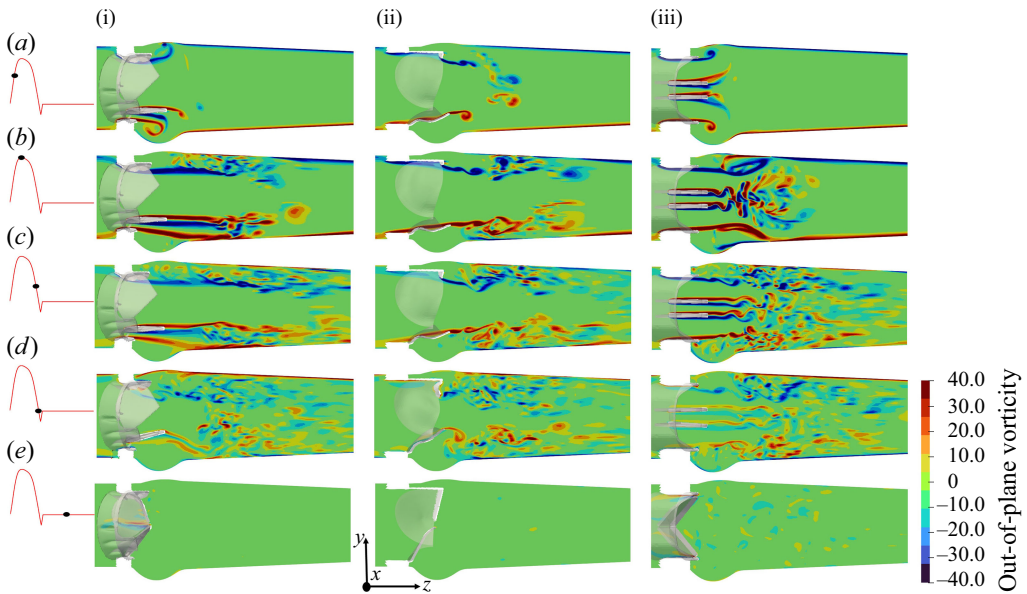 (i) (ii) (iii)
(a)
(b)
(c)
(d)
(e)
40.0
30.0
20.0
10.0
0
−10.0
−20.0
−30.0
−40.0
Out-of-plane vorticity
y
x
z